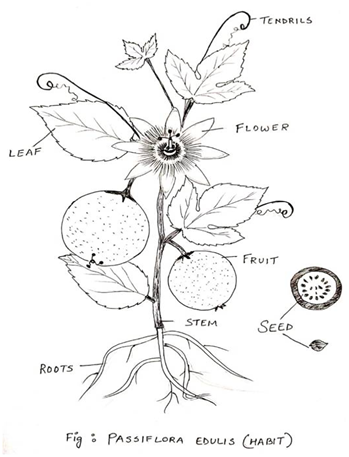 TENDRILS
FLOWER
LEAF
FRUIT
SEED
STEM
ROOTS
Fig : PASSIFLORA EDULIS (HABIT)